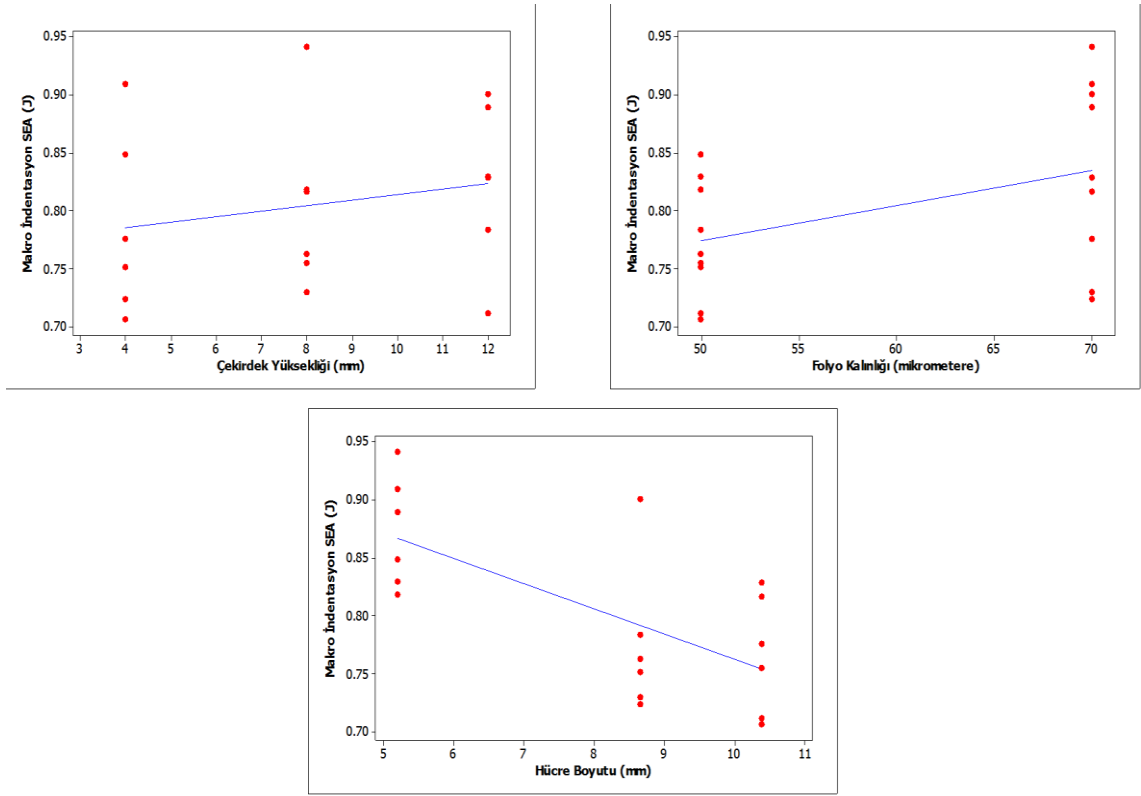 0.95
0.90
0.85
0.80
0.75
0.70
Makro İndentasyon SEA (J)
3 4 5 6 7 8 9 10 11 12
Çekirdek Yüksekliği (mm)
0.95
0.90
0.85
0.80
0.75
0.70
Makro İndentasyon SEA (J)
50 55 60 65 70
Folyo Kalınlığı (mikrometere)
0.95
0.90
0.85
0.80
0.75
0.70
Makro İndentasyon SEA (J)
5 6 7 8 9 10 11
Hücre Boyutu (mm)